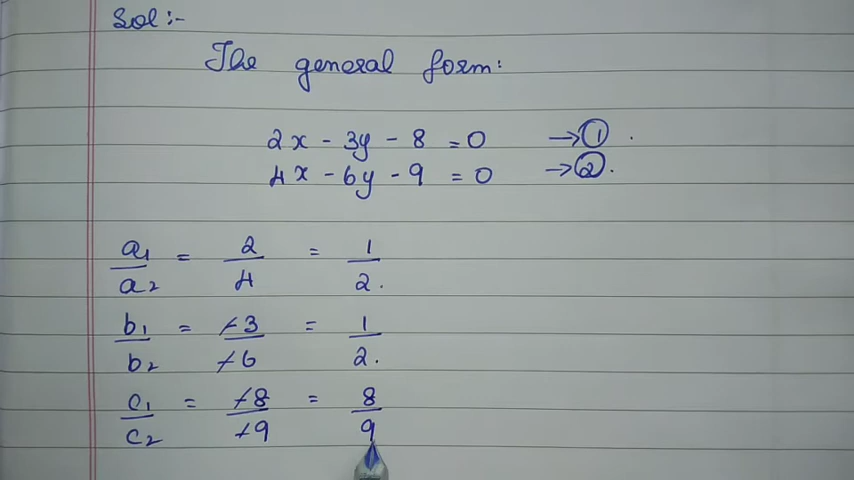 Sol :-
The general form:
2x - 3y - 8 = 0 → ①.
4x - 6y - 9 = 0 → ②.
a1/a2 = 2/4 = 1/2.
b1/b2 = -3/-6 = 1/2.
c1/c2 = -8/-9 = 8/9